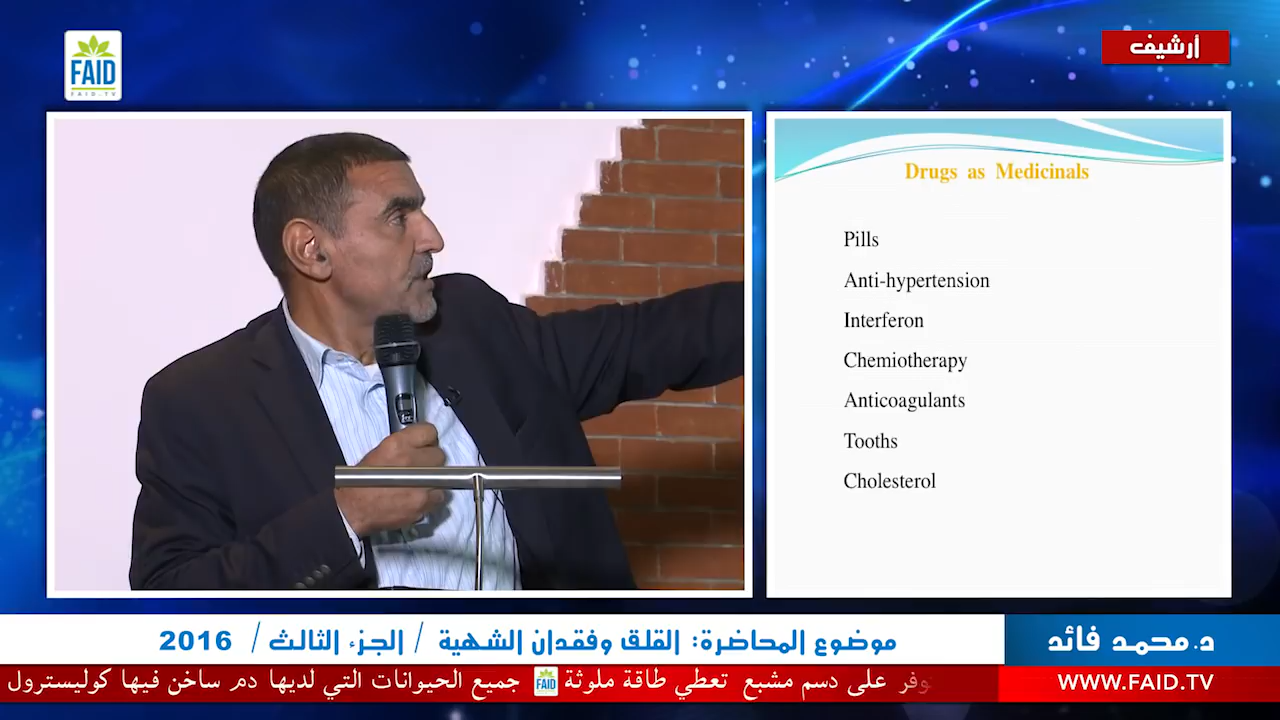 FAID
FAID.TV
أرشيف
Drugs as Medicinals
Pills
Anti-hypertension
Interferon
Chemiotherapy
Anticoagulants
Tooths
Cholesterol
موضوع المحاضرة: القلق وفقدان الشهية / الجزء الثالث / 2016
د. محمد فائد
على دسم مشبع تعطي طاقة ملوثة FAID جميع الحيوانات التي لديها دم ساخن فيها كوليسترول
WWW.FAID.TV